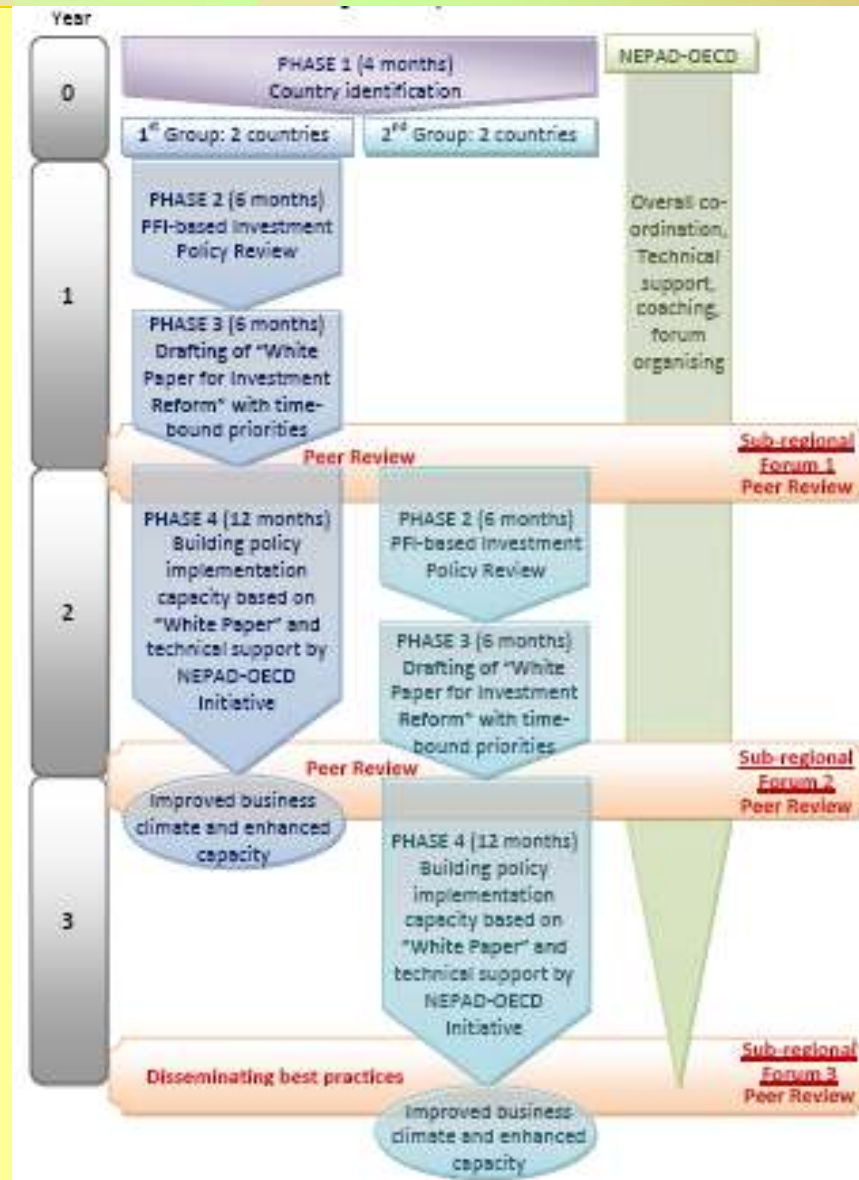 Year
0
PHASE 1 (4 months)
Country identification
NEPAD-OECD
1st Group: 2 countries
2nd Group: 2 countries
1
PHASE 2 (6 months)
PFI-based Investment
Policy Review
PHASE 3 (6 months)
Drafting of "White
Paper for Investment
Reform" with time-
bound priorities
Overall co-
ordination,
Technical
support,
coaching,
forum
organising
Peer Review
Sub-regional
Forum 1
Peer Review
2
PHASE 4 (12 months)
Building policy
implementation
capacity based on
"White Paper" and
technical support by
NEPAD-OECD
Initiative
PHASE 2 (6 months)
PFI-based Investment
Policy Review
PHASE 3 (6 months)
Drafting of "White
Paper for Investment
Reform" with time-
bound priorities
Peer Review
Sub-regional
Forum 2
Peer Review
3
Improved business
climate and enhanced
capacity
PHASE 4 (12 months)
Building policy
implementation
capacity based on
"White Paper" and
technical support by
NEPAD-OECD
Initiative
Disseminating best practices
Sub-regional
Forum 3
Peer Review
Improved business
climate and enhanced
capacity